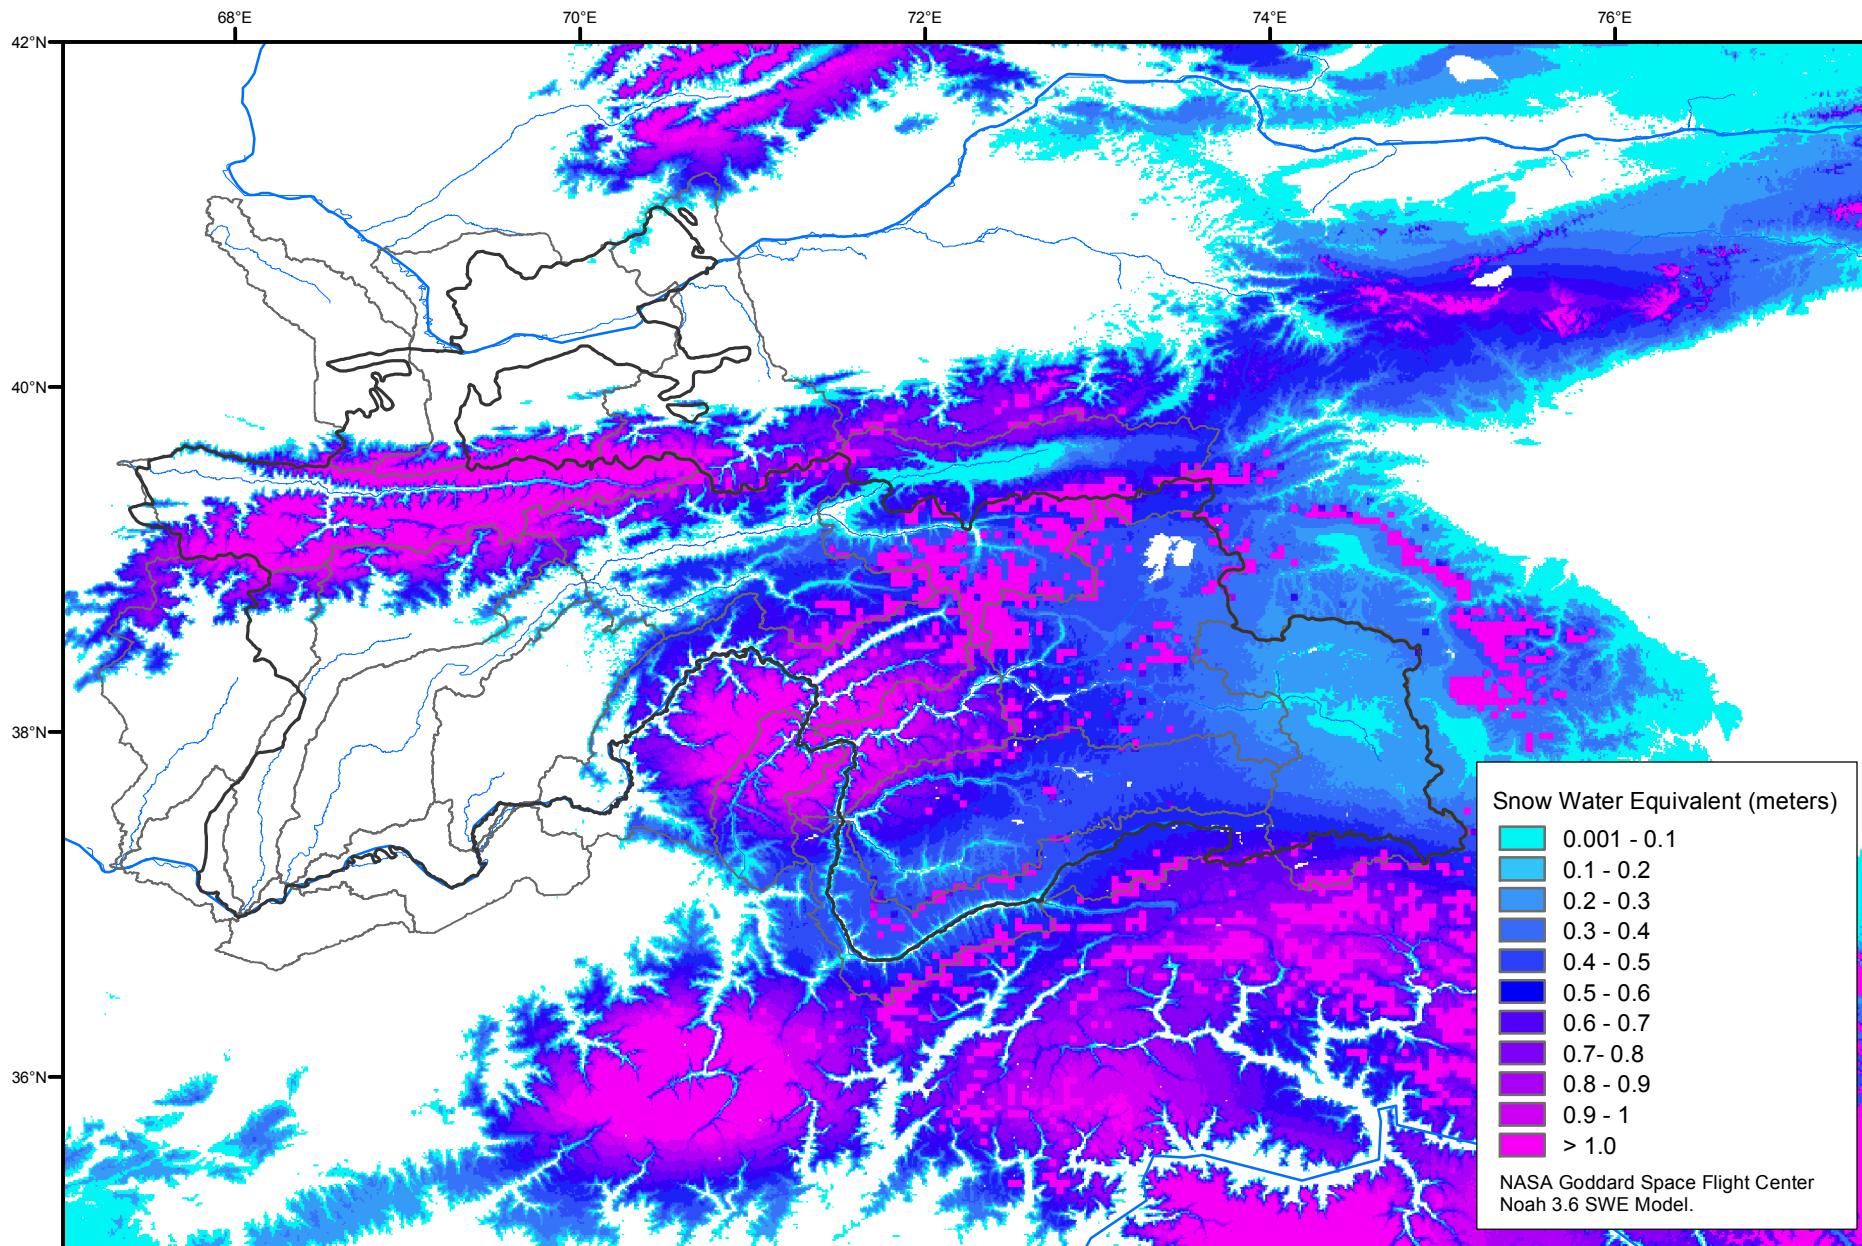 68°E
70°E
72°E
74°E
76°E
42°N
40°N
38°N
36°N
Snow Water Equivalent (meters)
0.001 - 0.1
0.1 - 0.2
0.2 - 0.3
0.3 - 0.4
0.4 - 0.5
0.5 - 0.6
0.6 - 0.7
0.7- 0.8
0.8 - 0.9
0.9 - 1
> 1.0
NASA Goddard Space Flight Center
Noah 3.6 SWE Model.